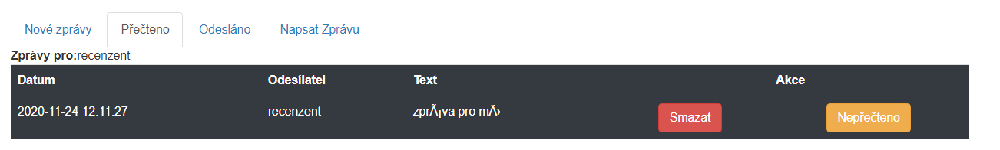 Nové zprávy Přečteno Odesláno Napsat Zprávu
Zprávy pro:recenzent
Datum Odesílatel Text Akce
2020-11-24 12:11:27 recenzent zprÃ¡va pro mÄ› Smazat Nepřečteno